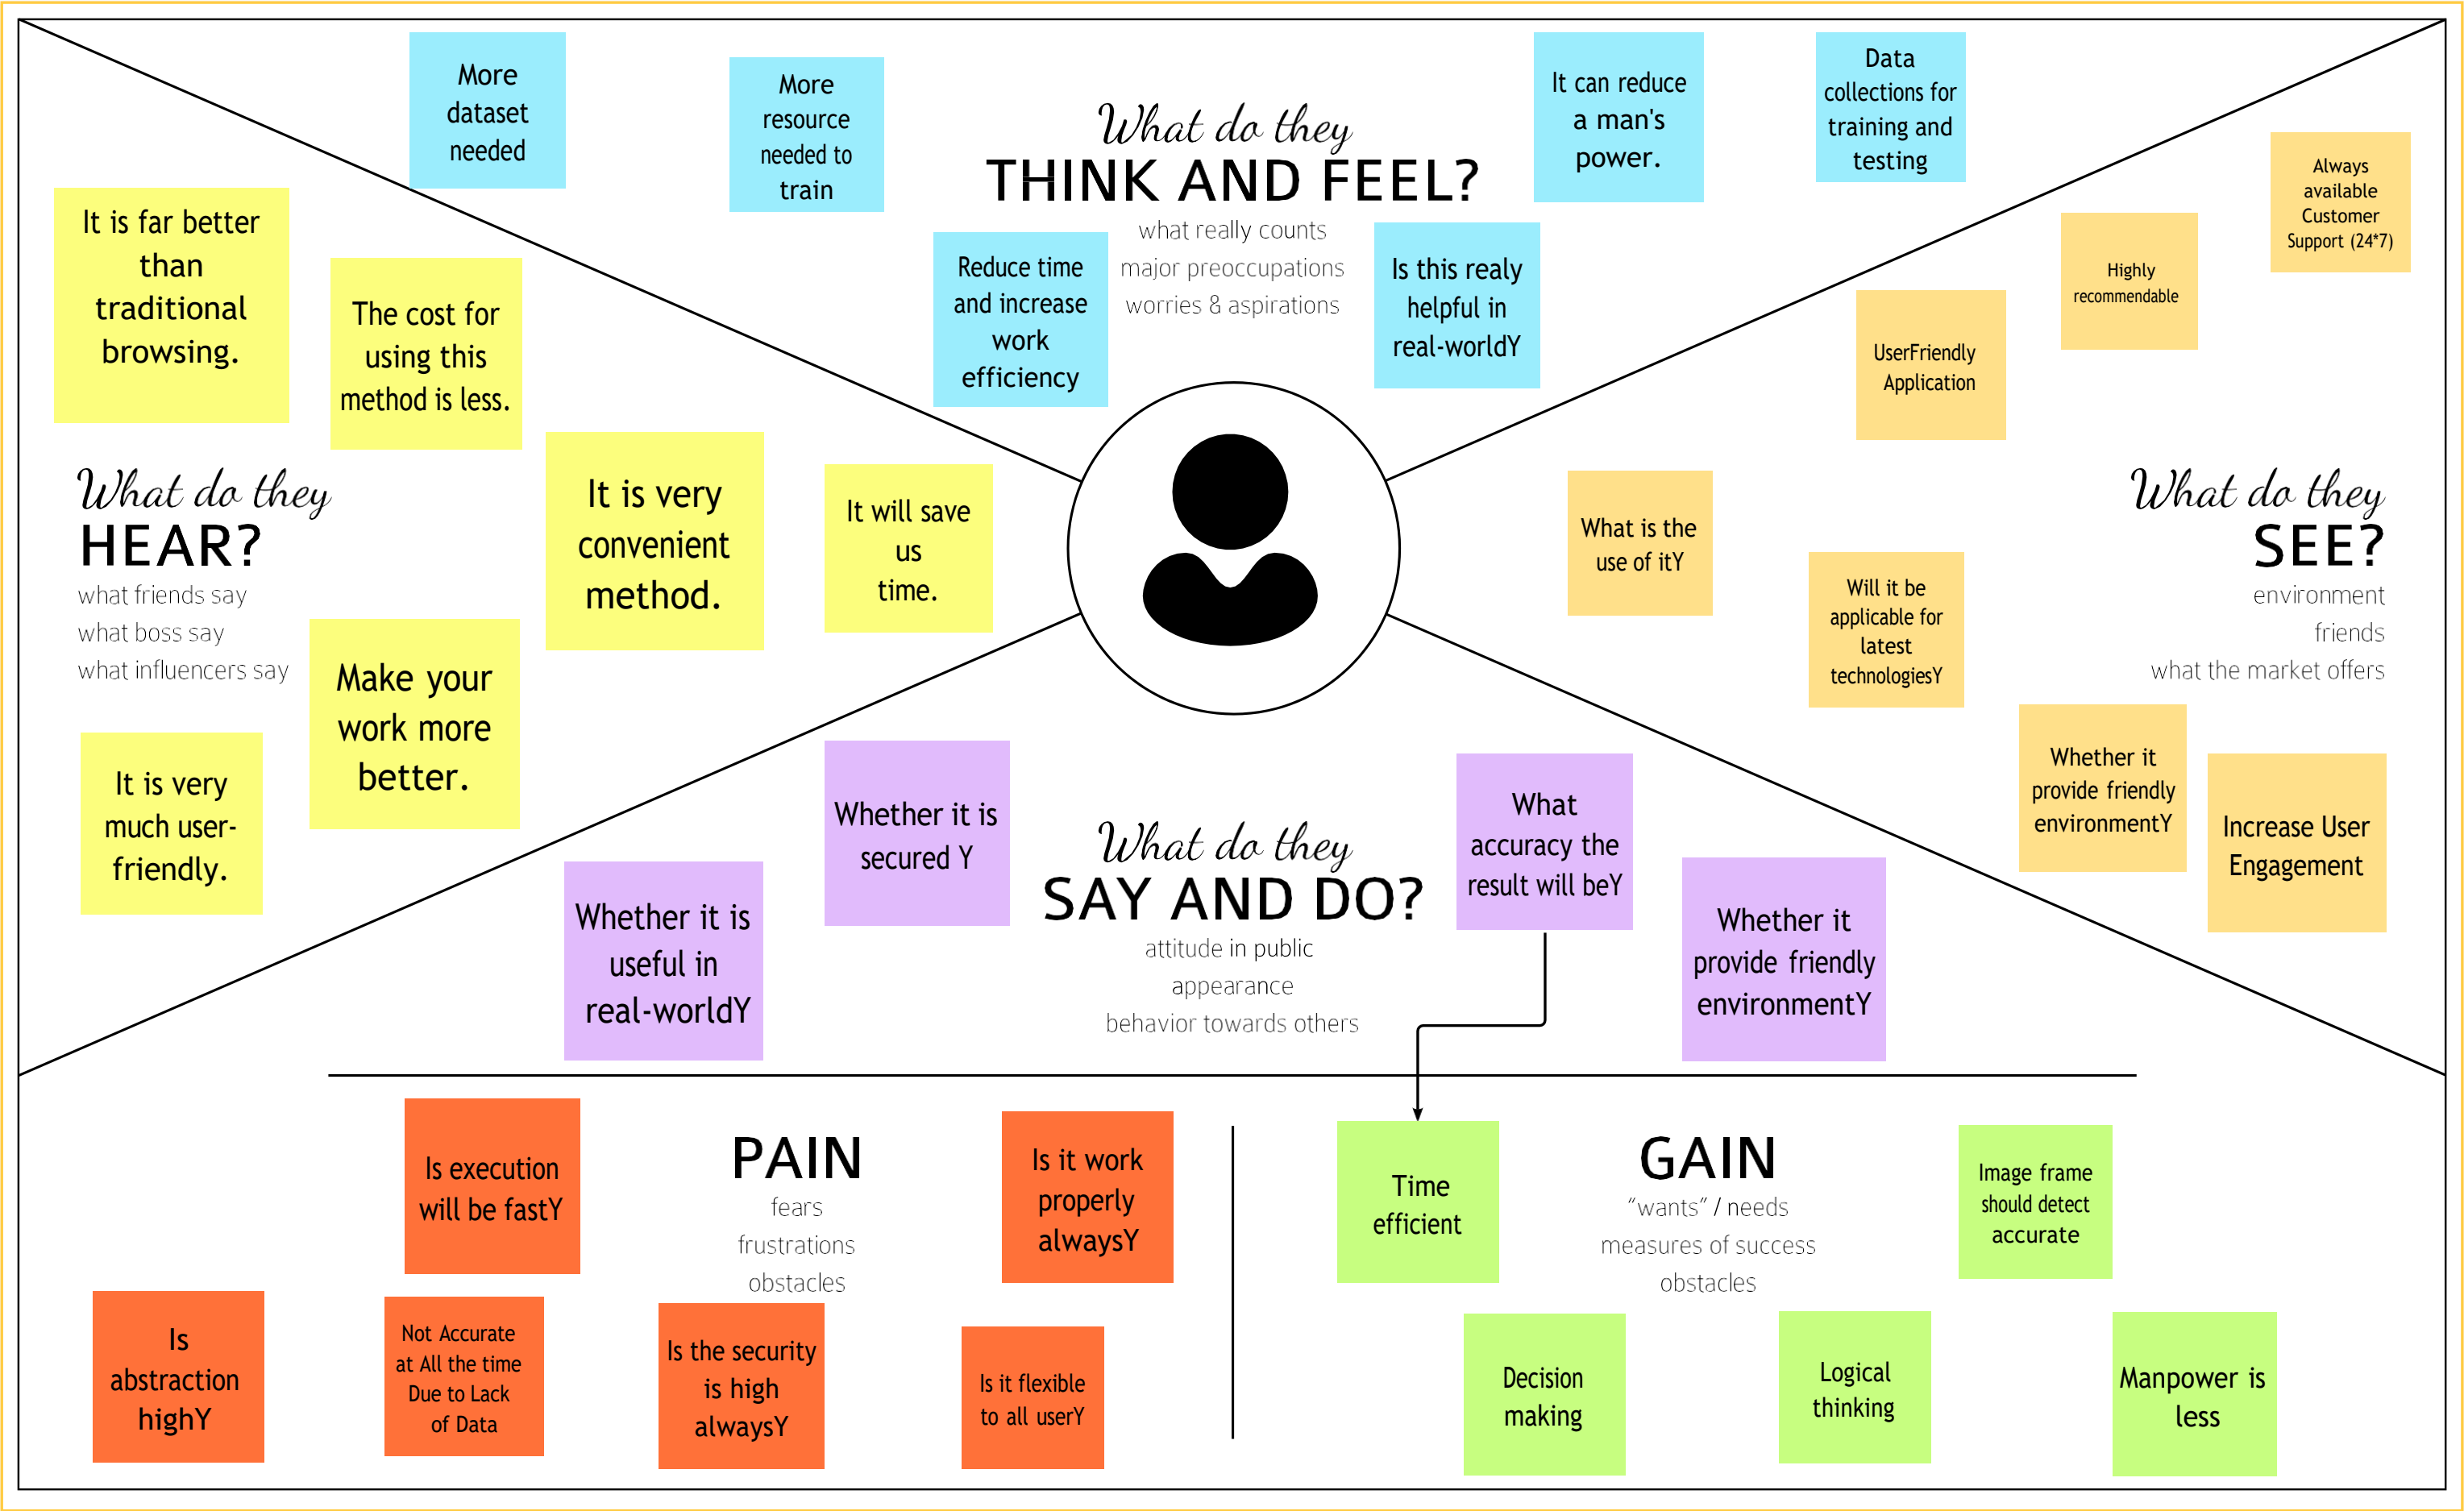 More
dataset
needed
More
resource
needed to
train
What do they
THINK AND FEEL?
what really counts
major preoccupations
worries & aspirations
It can reduce
a man's
power.
Data
collections for
training and
testing
Reduce time
and increase
work
efficiency
Is this realy
helpful in
real-worldY
It is far better
than
traditional
browsing.
The cost for
using this
method is less.
It is very
convenient
method.
It will save
us
time.
What do they
HEAR?
what friends say
what boss say
what influencers say
Make your
work more
better.
It is very
much user-
friendly.
Always
available
Customer
Support (24*7)
Highly
recommendable
UserFriendly
Application
What is the
use of itY
What do they
SEE?
environment
friends
what the market offers
Will it be
applicable for
latest
technologiesY
Whether it
provide friendly
environmentY
Increase User
Engagement
Whether it is
secured Y
Whether it is
useful in
real-worldY
What do they
SAY AND DO?
attitude in public
appearance
behavior towards others
What
accuracy the
result will beY
Whether it
provide friendly
environmentY
Is execution
will be fastY
PAIN
fears
frustrations
obstacles
Is it work
properly
alwaysY
Is
abstraction
highY
Not Accurate
at All the time
Due to Lack
of Data
Is the security
is high
alwaysY
Is it flexible
to all userY
Time
efficient
GAIN
“wants” / needs
measures of success
obstacles
Image frame
should detect
accurate
Decision
making
Logical
thinking
Manpower is
less